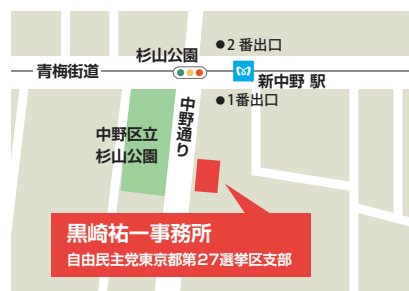 ●2番出口
杉山公園
青梅街道
新中野 駅
●1番出口
中野通り
中野区立
杉山公園
黒崎祐一事務所
自由民主党東京都第27選挙区支部